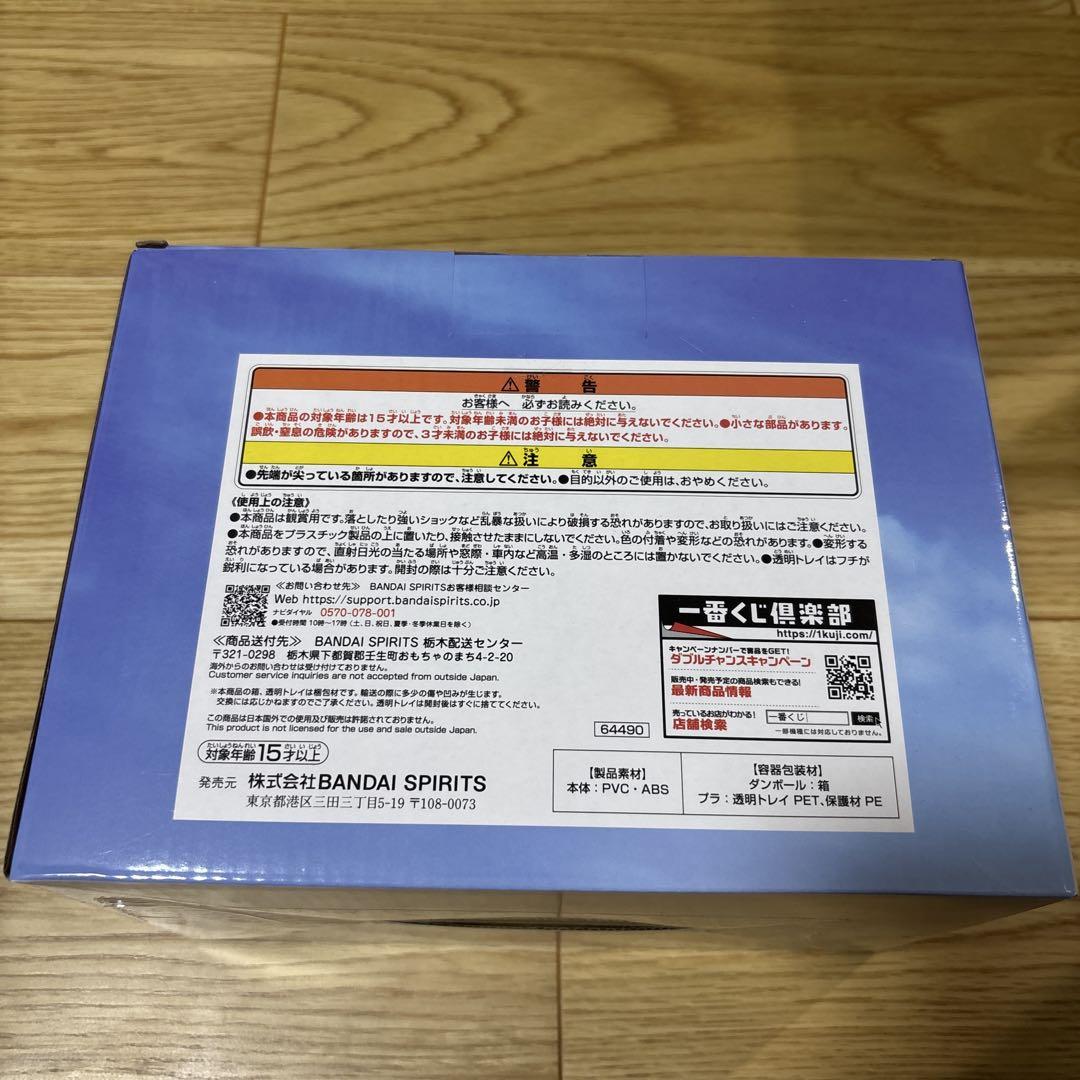 ⚠警告
お客様へ 必ずお読みください。
●本商品の対象年齢は15才以上です。対象年齢未満のお子様には絶対に与えないでください。●小さな部品があります。
誤飲・窒息の危険がありますので、3才未満のお子様には絶対に与えないでください。
⚠注意
●先端が尖っている箇所がありますので、注意してください。●目的以外のご使用は、おやめください。
《使用上の注意》
●本商品は観賞用です。落としたり強いショックなど乱暴な扱いにより破損する恐れがありますので、お取り扱いにはご注意ください。
●本商品をプラスチック製品の上に置いたり、接触させたままにしないでください。色の付着や変形などの恐れがあります。●変形する
恐れがありますので、直射日光の当たる場所や窓際・車内など高温・多湿のところには置かないでください。●透明トレイはフチが
鋭利になっている場合があります。開封の際は十分ご注意ください。
≪お問い合わせ先≫ BANDAI SPIRITSお客様相談センター
Web https://support.bandaispirits.co.jp
ナビダイヤル 0570-078-001
●受付時間 10時〜17時(土、日、祝日、夏季・冬季休業日を除く)
≪商品送付先≫ BANDAI SPIRITS 栃木配送センター
〒321-0298 栃木県下都賀郡壬生町おもちゃのまち4-2-20
海外からのお問い合わせは受け付けておりません。
Customer service inquiries are not accepted from outside Japan.
※本商品の箱、透明トレイは梱包材です。輸送の際に多少の傷や凹みが生じます。
交換には応じかねますのでご了承ください。透明トレイは開封後はすぐに捨ててください。
この商品は日本国外での使用及び販売は許諾されておりません。
This product is not licensed for the use and sale outside Japan.
64490
一番くじ倶楽部
https://1kuji.com/
キャンペーンナンバーで賞品をGET!
ダブルチャンスキャンペーン
販売中・発売予定の商品検索もできる!
最新商品情報
売っているお店がわかる!
店舗検索
一番くじ 検索
一部機種には対応しておりません。
対象年齢15才以上
発売元 株式会社BANDAI SPIRITS
東京都港区三田三丁目5-19 〒108-0073
【製品素材】
本体:PVC・ABS
【容器包装材】
ダンボール:箱
プラ:透明トレイ PET、保護材 PE